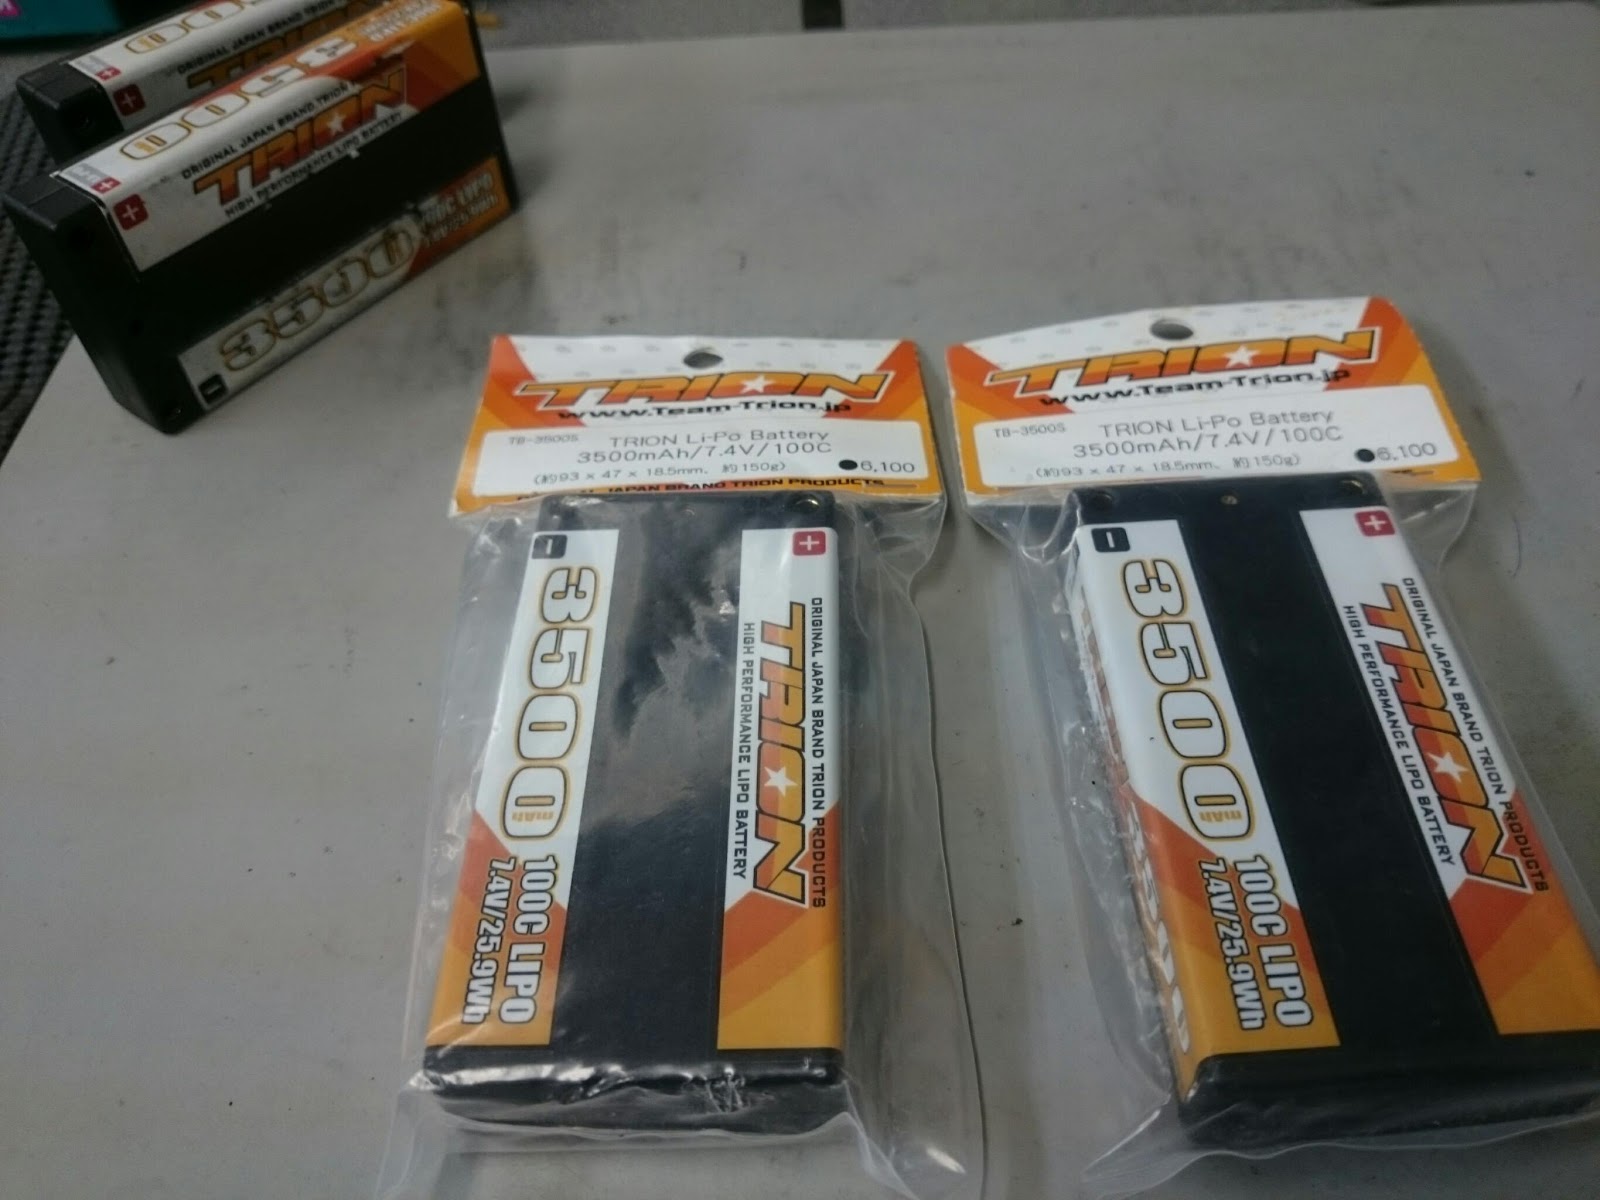 3500
ORIGINAL JAPAN BRAND TRION
TRION
HIGH PERFORMANCE LIPO BATTERY
3500
TRION
www.Team-Trion.jp
TB-3500S
TRION Li-Po Battery
3500mAh/7.4V/100C
(約93 x 47 x 18.5mm、約150g)
●6,100
JAPAN BRAND TRION PRODUCTS
−
+
3500
mAh
100C LIPO
7.4V/25.9Wh
ORIGINAL JAPAN BRAND TRION PRODUCTS
TRION
HIGH PERFORMANCE LIPO BATTERY
TRION
www.Team-Trion.jp
TB-3500S
TRION Li-Po Battery
3500mAh/7.4V/100C
(約93 x 47 x 18.5mm、約150g)
●6,100
−
+
3500
mAh
100C LIPO
7.4V/25.9Wh
ORIGINAL JAPAN BRAND TRION PRODUCTS
TRION
HIGH PERFORMANCE LIPO BATTERY